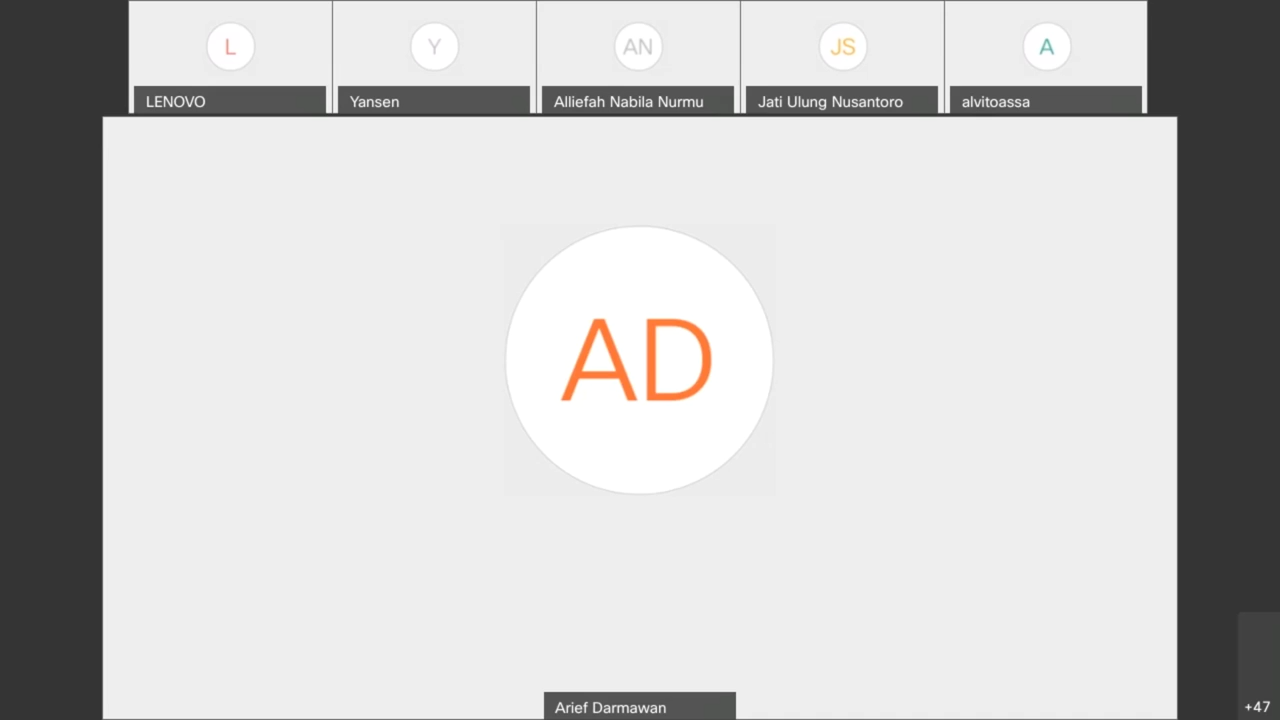 L
Y
AN
JS
A
LENOVO
Yansen
Alliefah Nabila Nurmu
Jati Ulung Nusantoro
alvitoassa
AD
Arief Darmawan
+47